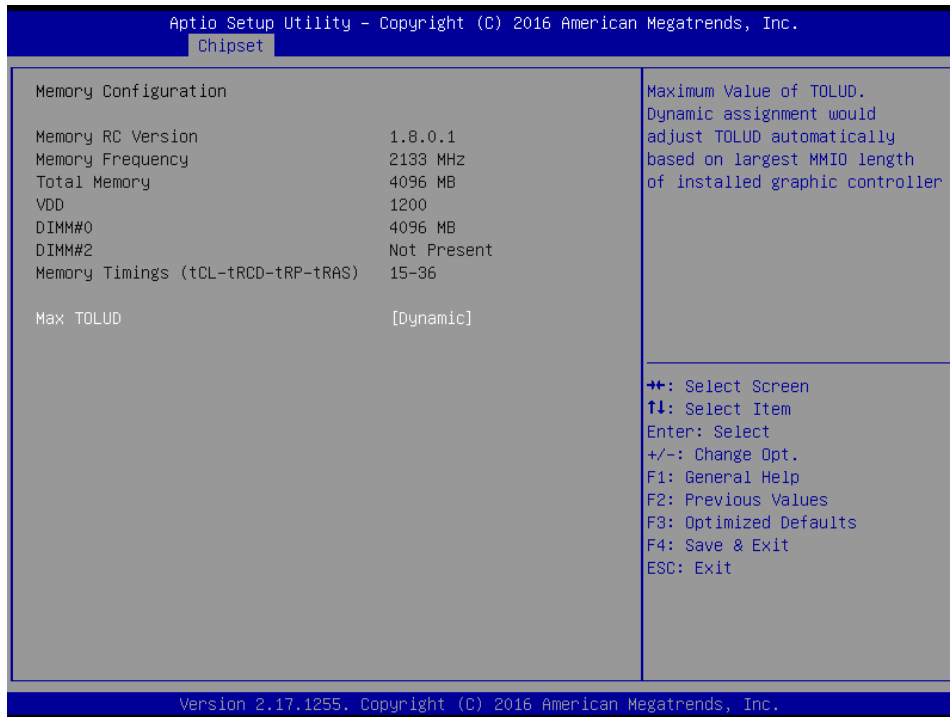 Aptio Setup Utility – Copyright (C) 2016 American Megatrends, Inc.
Chipset
Memory Configuration
Memory RC Version 1.8.0.1
Memory Frequency 2133 MHz
Total Memory 4096 MB
VDD 1200
DIMM#0 4096 MB
DIMM#2 Not Present
Memory Timings (tCL-tRCD-tRP-tRAS) 15-36
Max TOLUD [Dynamic]
Maximum Value of TOLUD.
Dynamic assignment would
adjust TOLUD automatically
based on largest MMIO length
of installed graphic controller
→←: Select Screen
↑↓: Select Item
Enter: Select
+/-: Change Opt.
F1: General Help
F2: Previous Values
F3: Optimized Defaults
F4: Save & Exit
ESC: Exit
Version 2.17.1255. Copyright (C) 2016 American Megatrends, Inc.